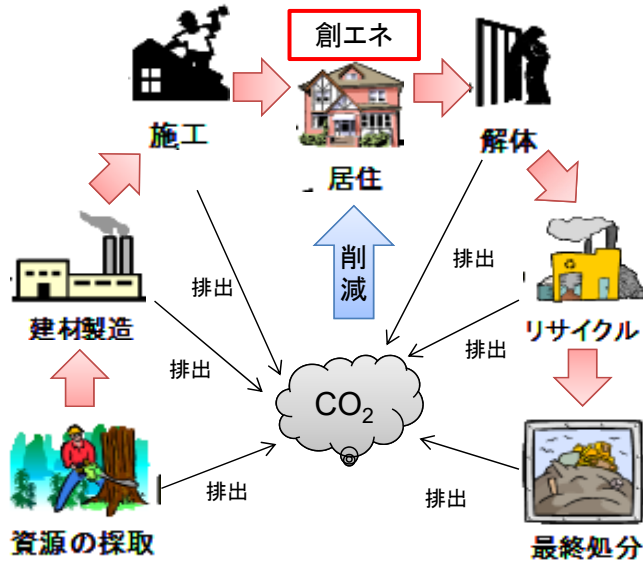 創エネ
施工
居住
解体
削減
排出
排出
建材製造
リサイクル
排出
排出
CO₂
排出
排出
資源の採取
最終処分